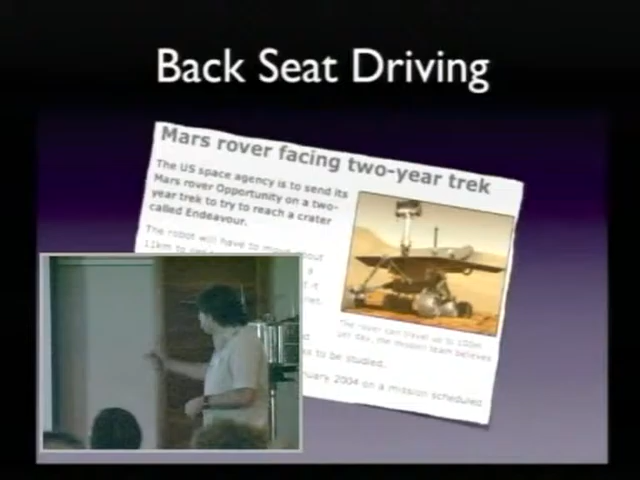 Back Seat Driving
Mars rover facing two-year trek
The US space agency is to send its
Mars rover Opportunity on a two-
year trek to try to reach a crater
called Endeavour.
The robot will have to
11km to
a
it
The rover can travel up to 100m
per day, the mission team believes
to be studied.
2004 on a mission scheduled